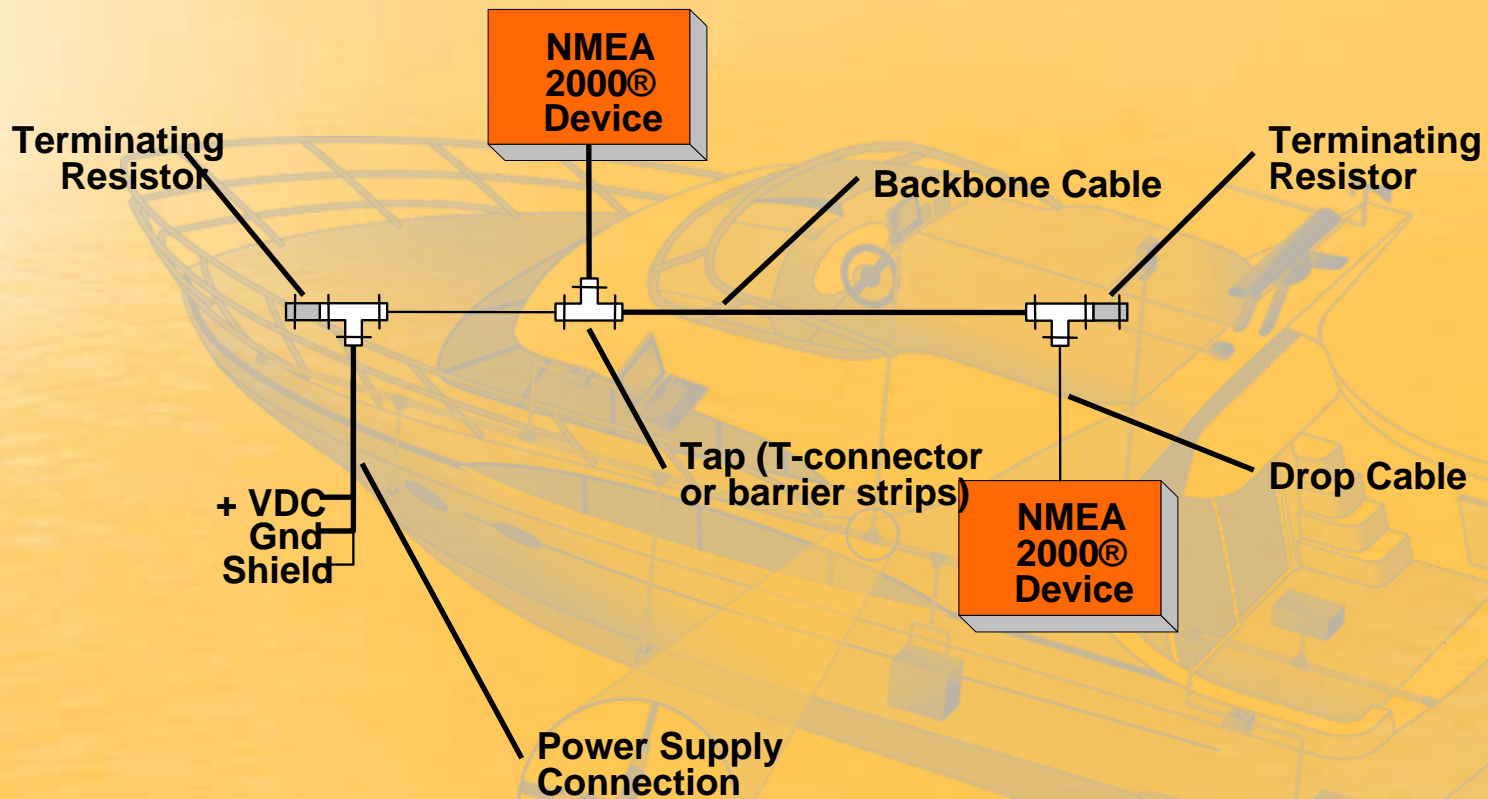 NMEA
2000®
Device
Terminating
Resistor
Terminating
Resistor
Backbone Cable
Tap (T-connector
or barrier strips)
Drop Cable
+ VDC
Gnd
Shield
NMEA
2000®
Device
Power Supply
Connection